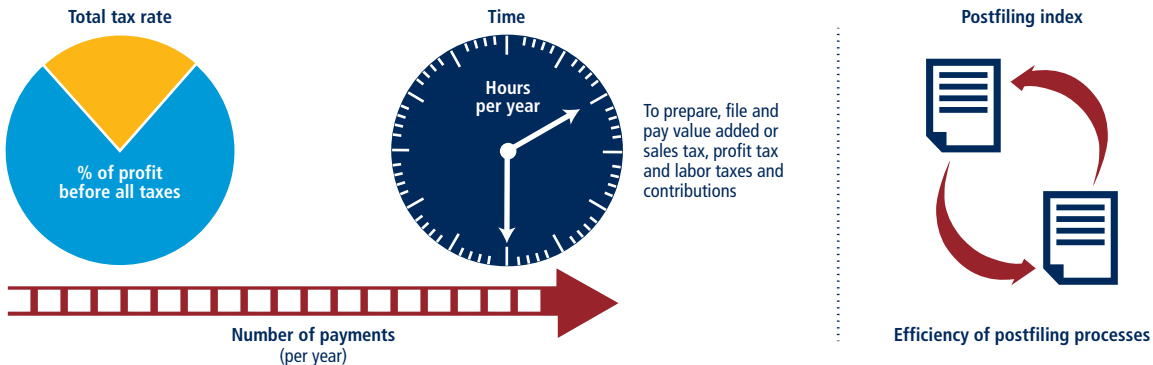 Total tax rate
% of profit
before all taxes
Time
Hours
per year
To prepare, file and
pay value added or
sales tax, profit tax
and labor taxes and
contributions
Number of payments
(per year)
Postfiling index
Efficiency of postfiling processes